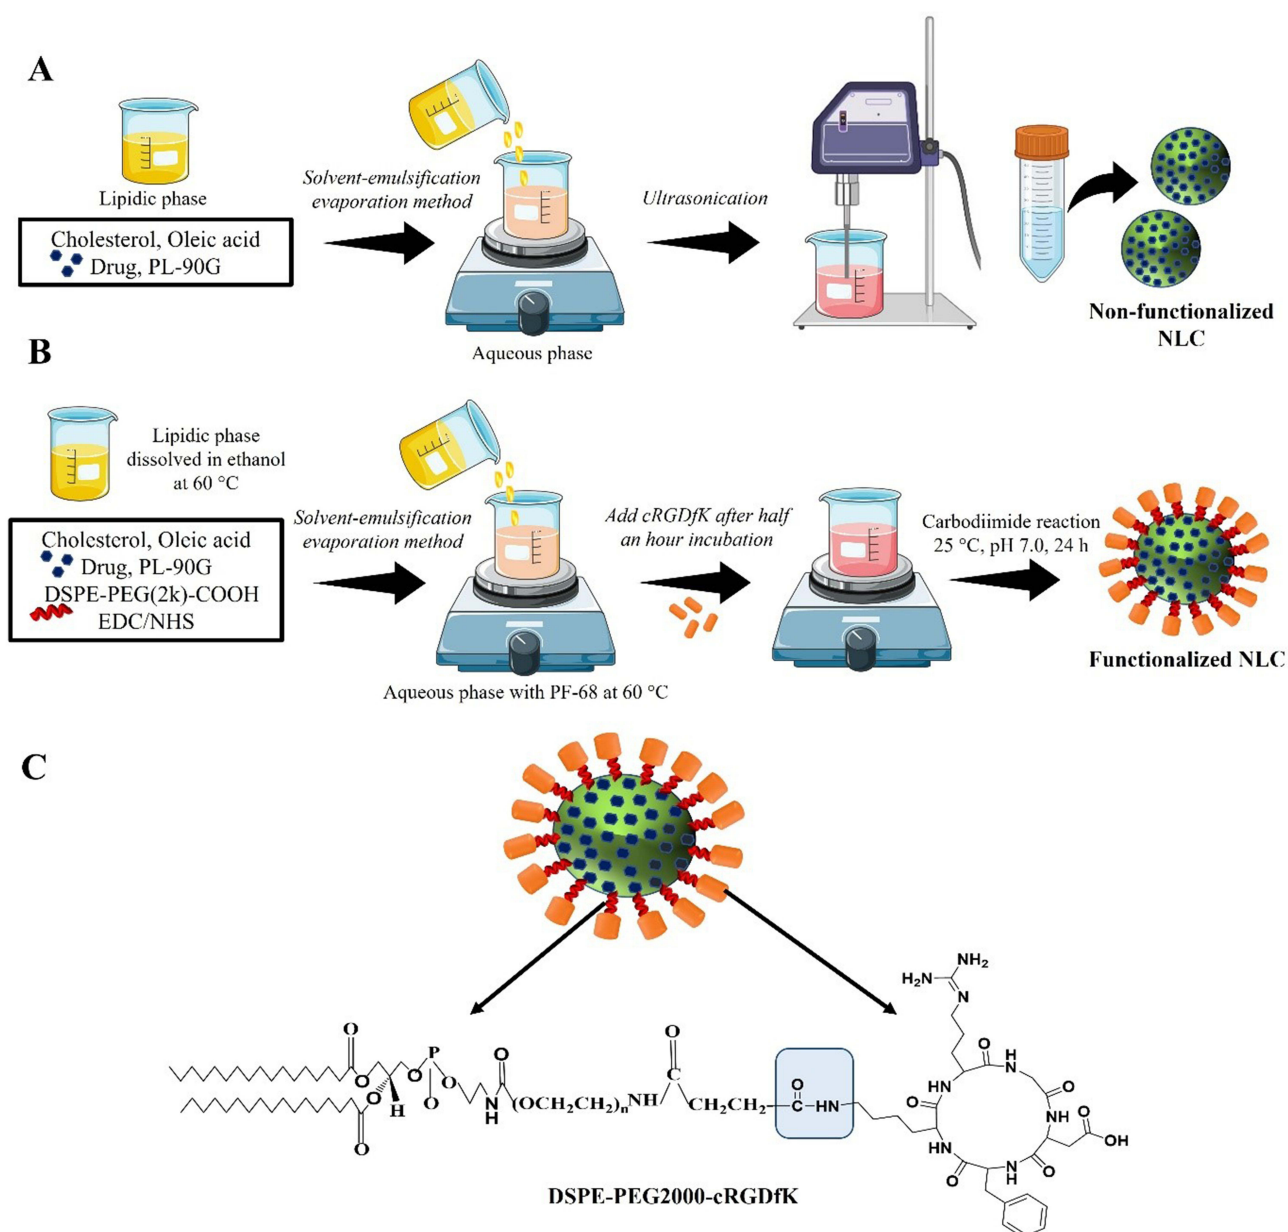 A
Lipidic phase
Cholesterol, Oleic acid
Drug, PL-90G
Solvent-emulsification
evaporation method
Aqueous phase
Ultrasonication
Non-functionalized
NLC
B
Lipidic phase
dissolved in ethanol
at 60 °C
Cholesterol, Oleic acid
Drug, PL-90G
DSPE-PEG(2k)-COOH
EDC/NHS
Solvent-emulsification
evaporation method
Aqueous phase with PF-68 at 60 °C
Add cRGDfK after half
an hour incubation
Carbodiimide reaction
25 °C, pH 7.0, 24 h
Functionalized NLC
C
O
O
O
O
H
O
P
O
O
N
H
O
(OCH₂CH₂)ₙNH
O
C
CH₂CH₂
O
C
HN
NH₂
H₂N
N
O
HN
HN
O
O
NH
O
OH
NH
O
HN
O
O
DSPE-PEG2000-cRGDfK